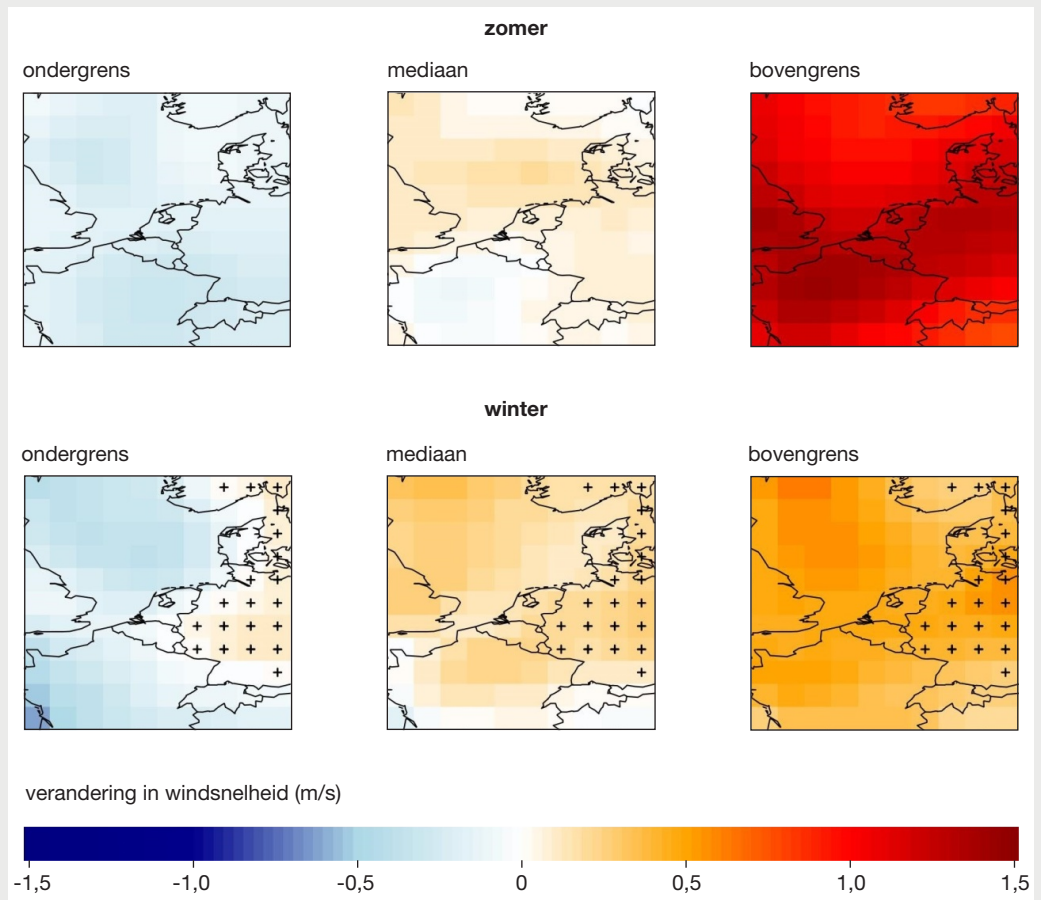 zomer
ondergrens mediaan bovengrens
winter
ondergrens mediaan bovengrens
verandering in windsnelheid (m/s)
-1,5 -1,0 -0,5 0 0,5 1,0 1,5